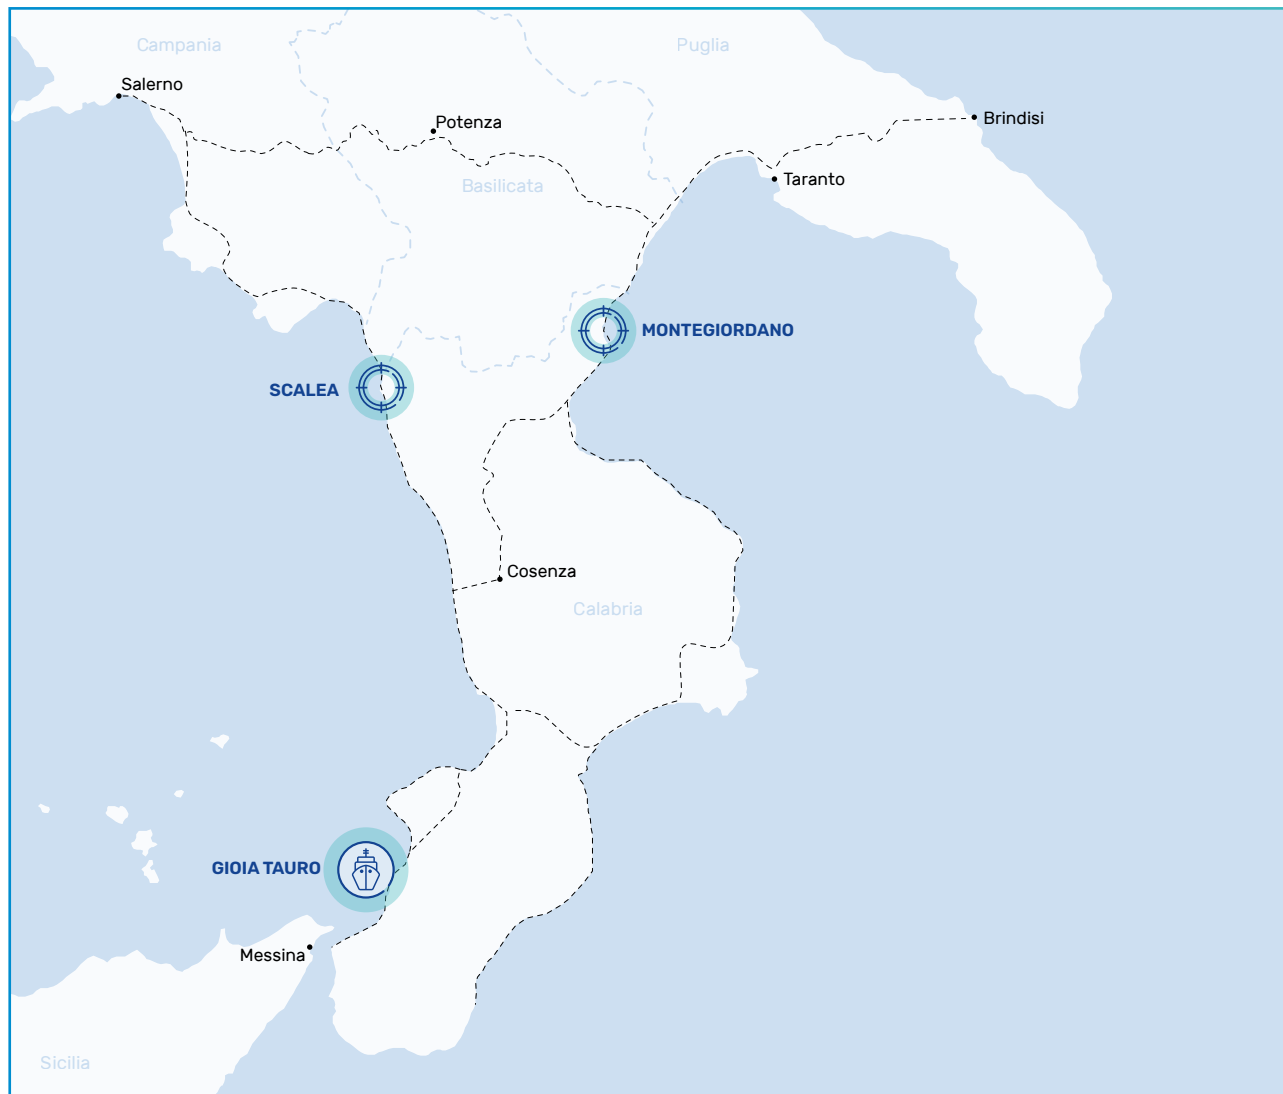 Campania
Puglia
Salerno
Potenza
Brindisi
Taranto
Basilicata
MONTEGIORDANO
SCALEA
Cosenza
Calabria
GIOIA TAURO
Messina
Sicilia